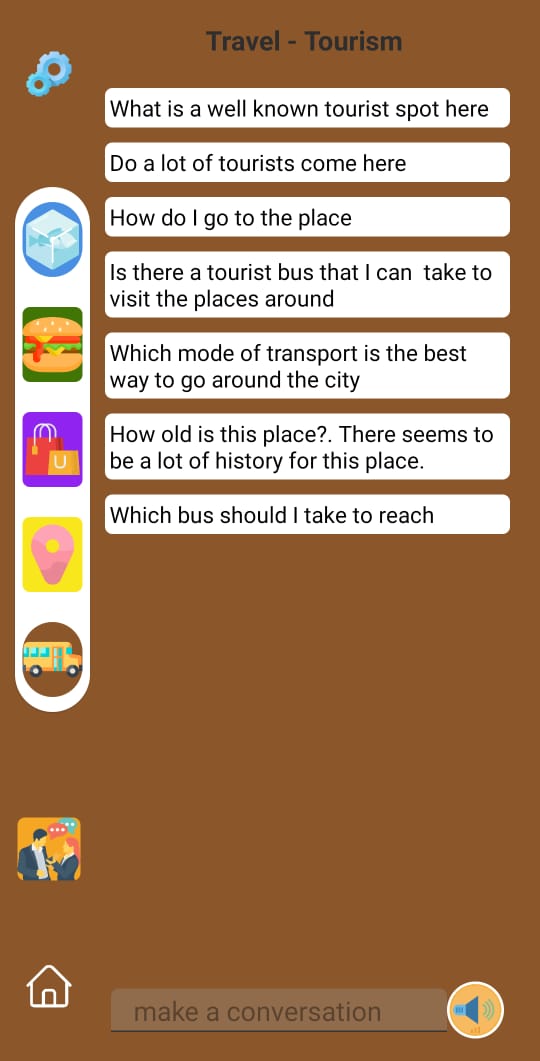 Travel - Tourism
What is a well known tourist spot here
Do a lot of tourists come here
How do I go to the place
Is there a tourist bus that I can  take to
visit the places around
Which mode of transport is the best
way to go around the city
How old is this place?. There seems to
be a lot of history for this place.
U
Which bus should I take to reach
make a conversation